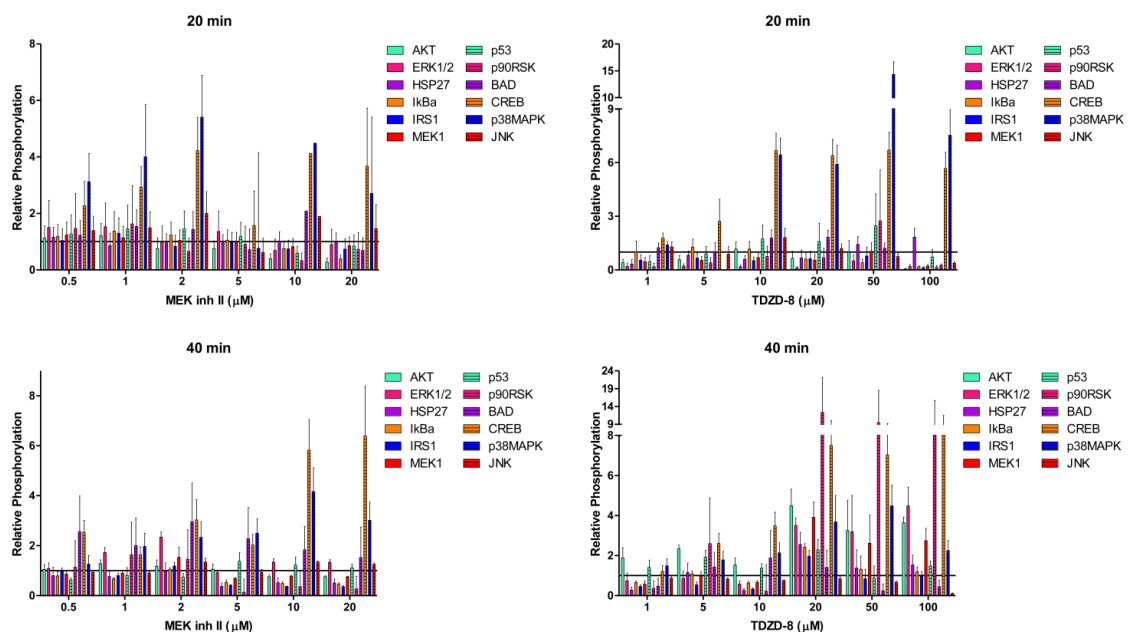 20 min
8
6
4
2
0
Relative Phosphorylation
0.5 1 2 5 10 20
MEK inh II (µM)
AKT p53
ERK1/2 p90RSK
HSP27 BAD
IkBa CREB
IRS1 p38MAPK
MEK1 JNK
20 min
20
15
10
9
6
3
0
Relative Phosphorylation
1 5 10 20 50 100
TDZD-8 (µM)
AKT p53
ERK1/2 p90RSK
HSP27 BAD
IkBa CREB
IRS1 p38MAPK
MEK1 JNK
40 min
8
6
4
2
0
Relative Phosphorylation
0.5 1 2 5 10 20
MEK inh II (µM)
AKT p53
ERK1/2 p90RSK
HSP27 BAD
IkBa CREB
IRS1 p38MAPK
MEK1 JNK
40 min
24
19
14
9
8
6
4
2
0
Relative Phosphorylation
1 5 10 20 50 100
TDZD-8 (µM)
AKT p53
ERK1/2 p90RSK
HSP27 BAD
IkBa CREB
IRS1 p38MAPK
MEK1 JNK